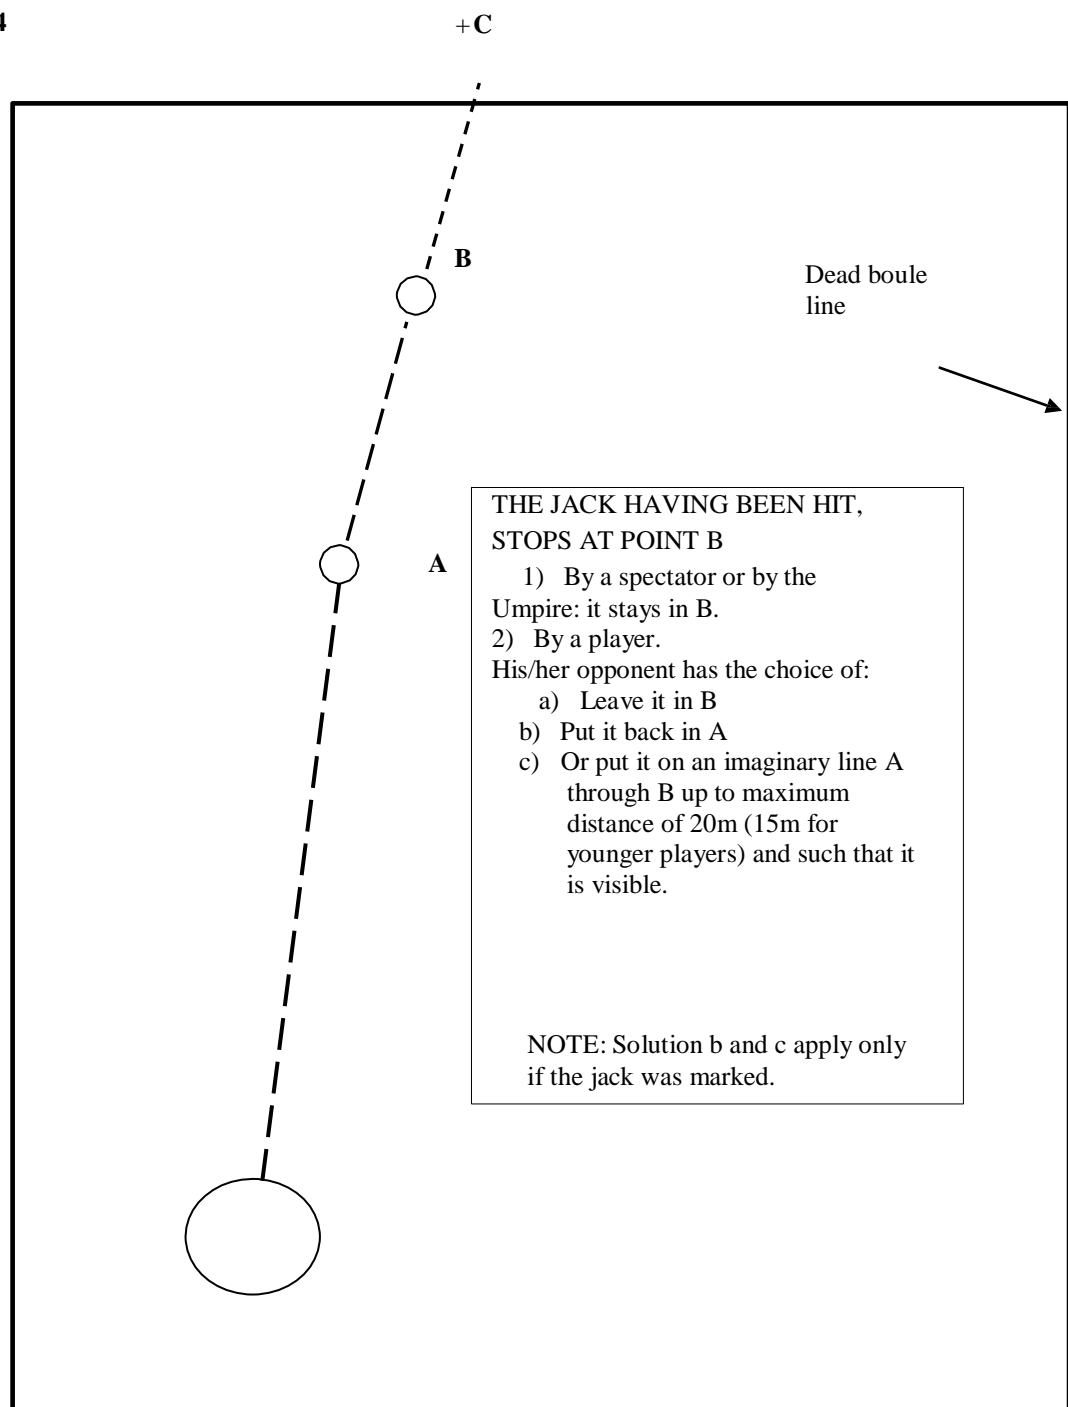 4
+C
B
Dead boule
line
A
THE JACK HAVING BEEN HIT,
STOPS AT POINT B
1) By a spectator or by the
Umpire: it stays in B.
2) By a player.
His/her opponent has the choice of:
a) Leave it in B
b) Put it back in A
c) Or put it on an imaginary line A
through B up to maximum
distance of 20m (15m for
younger players) and such that it
is visible.
NOTE: Solution b and c apply only
if the jack was marked.